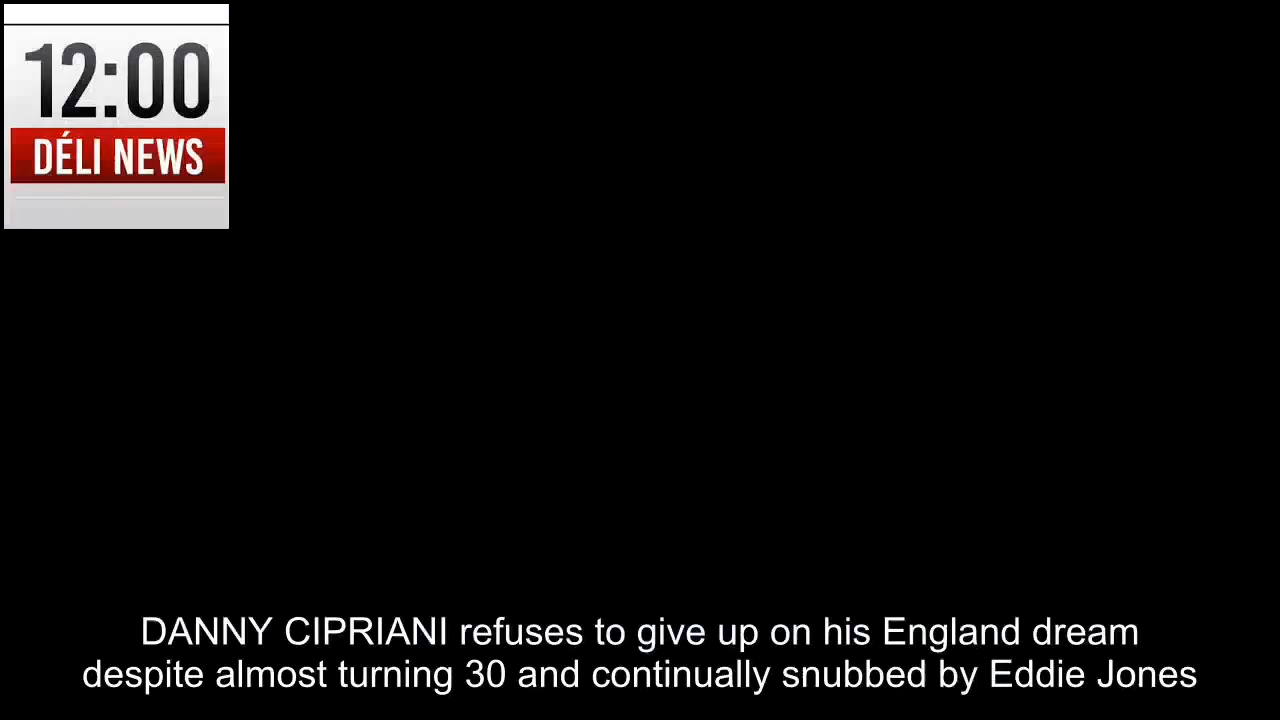 12:00
DÉLI NEWS
DANNY CIPRIANI refuses to give up on his England dream
despite almost turning 30 and continually snubbed by Eddie Jones